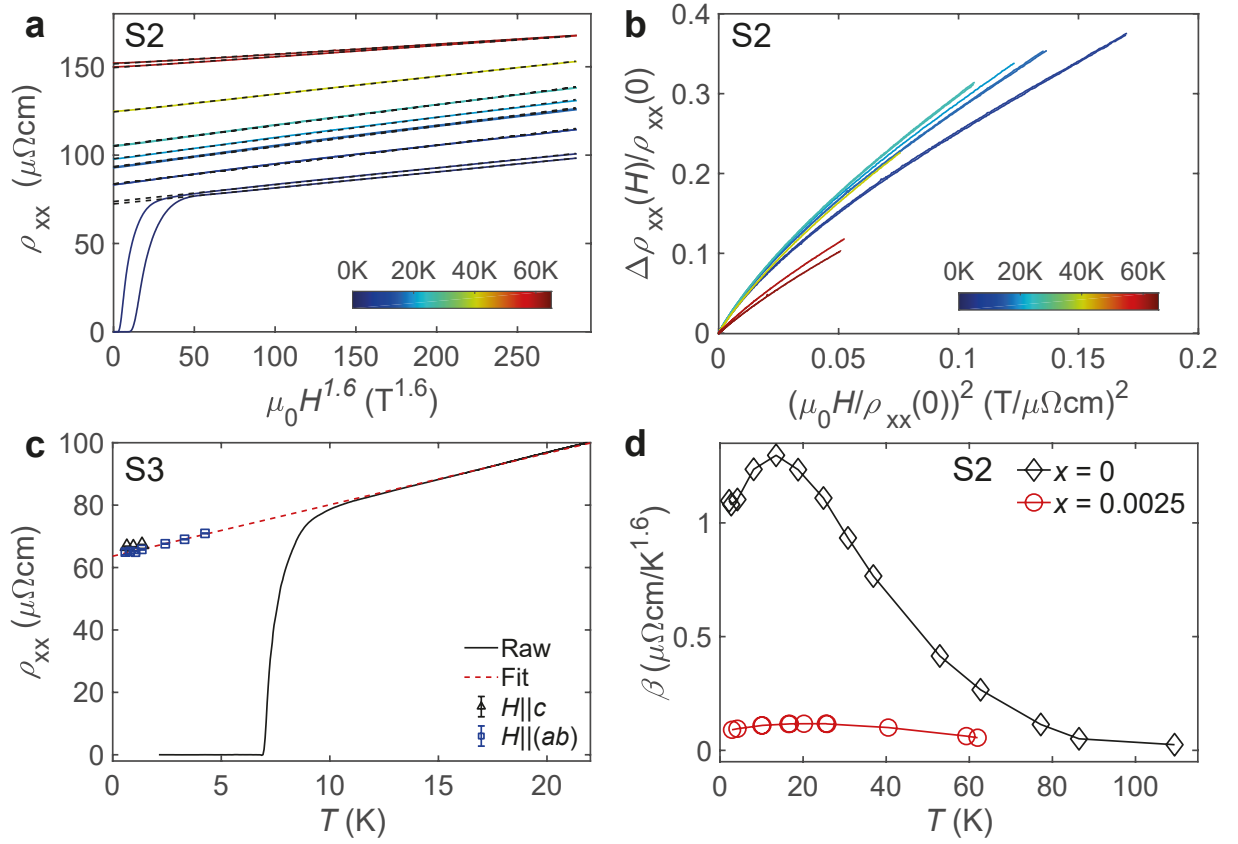 a S2
150
100
50
0
ρxx (μΩcm)
0K 20K 40K 60K
0 50 100 150 200 250
μ0H^1.6 (T^1.6)
b S2
0.4
0.3
0.2
0.1
0
Δρxx(H)/ρxx(0)
0K 20K 40K 60K
0 0.05 0.1 0.15 0.2
(μ0H/ρxx(0))^2 (T/μΩcm)^2
c S3
100
80
60
40
20
0
ρxx (μΩcm)
Raw
Fit
H||c
H||(ab)
0 5 10 15 20
T (K)
d S2
x = 0
x = 0.0025
1
0.5
0
β (μΩcm/K^1.6)
0 20 40 60 80 100
T (K)